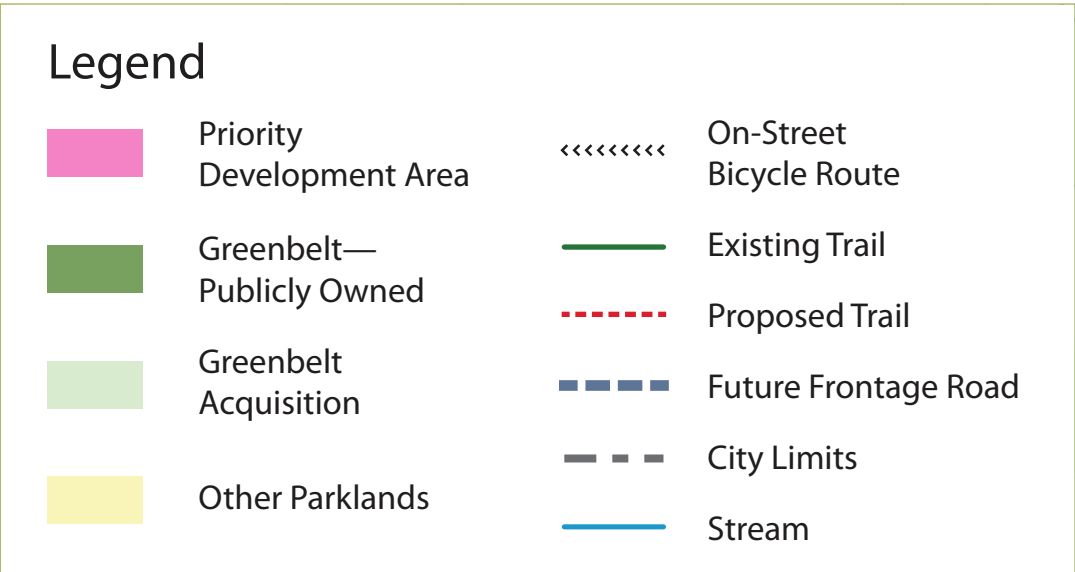 Legend
Priority
Development Area
Greenbelt—
Publicly Owned
Greenbelt
Acquisition
Other Parklands
On-Street
Bicycle Route
Existing Trail
Proposed Trail
Future Frontage Road
City Limits
Stream